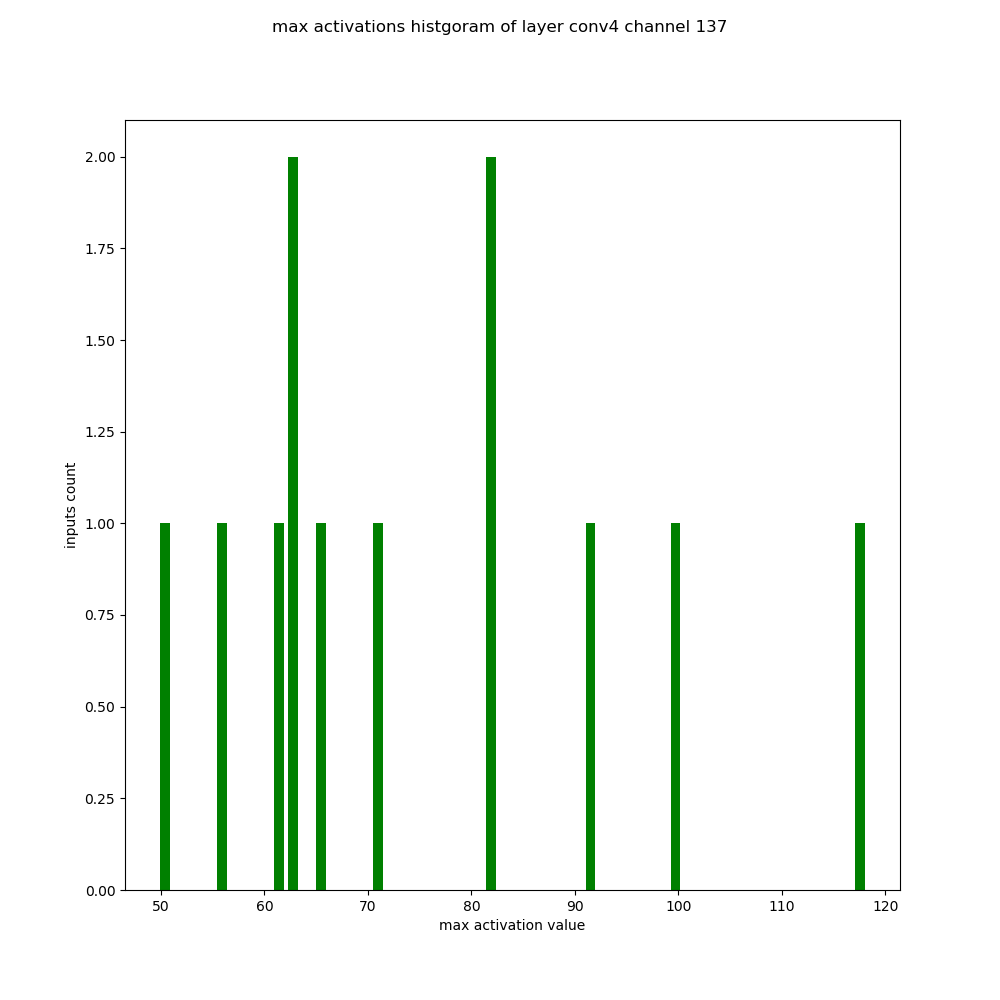 max activations histgoram of layer conv4 channel 137
2.00
1.75
1.50
1.25
1.00
0.75
0.50
0.25
0.00
inputs count
50 60 70 80 90 100 110 120
max activation value